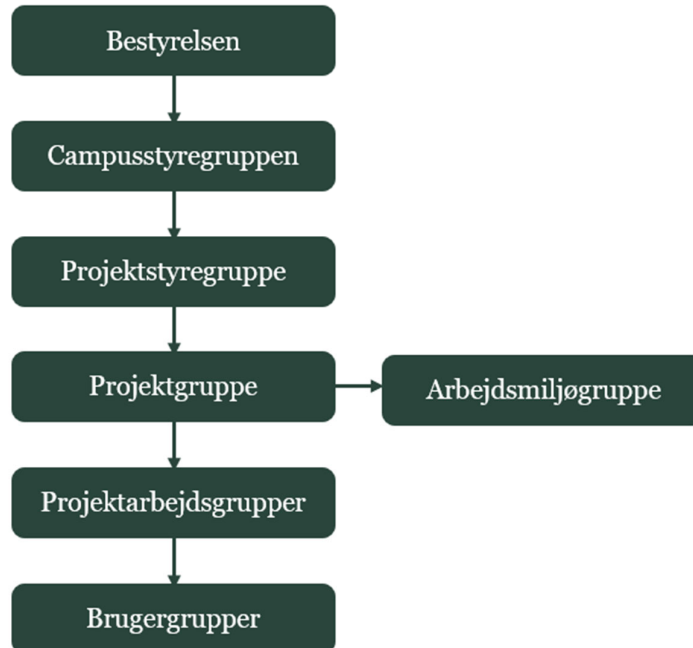 Bestyrelsen
Campusstyregruppen
Projektstyregruppe
Projektgruppe
Arbejdsmiljøgruppe
Projektarbejdsgrupper
Brugergrupper